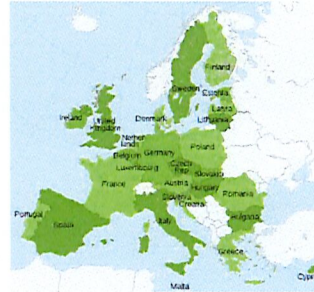 Finland
Sweden
Estonia
Latvia
Lithuania
Denmark
Ireland
United
Kingdom
Nether
lands
Belgium
Germany
Poland
Luxembourg
Czech
Rep
Slovakia
France
Austria
Hungary
Slovenia
Croatia
Romania
Italy
Bulgaria
Portugal
Spain
Greece
Malta
Cyp